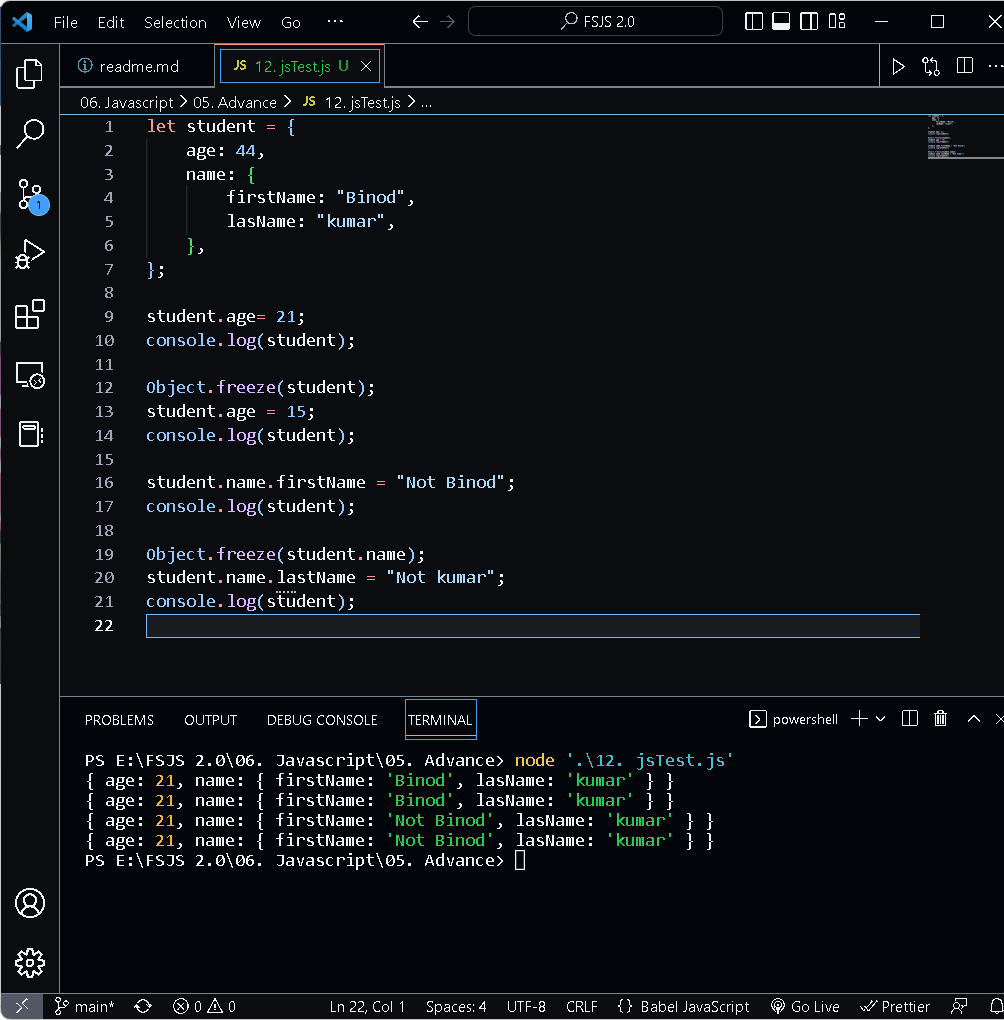 File Edit Selection View Go ··· FSJS 2.0
readme.md JS 12. jsTest.js U
06. Javascript > 05. Advance > JS 12. jsTest.js > ...
1 let student = {
2 age: 44,
3 name: {
4 firstName: "Binod",
5 lasName: "kumar",
6 },
7 };
8
9 student.age= 21;
10 console.log(student);
11
12 Object.freeze(student);
13 student.age = 15;
14 console.log(student);
15
16 student.name.firstName = "Not Binod";
17 console.log(student);
18
19 Object.freeze(student.name);
20 student.name.lastName = "Not kumar";
21 console.log(student);
22
1
PROBLEMS OUTPUT DEBUG CONSOLE TERMINAL powershell
PS E:\FSJS 2.0\06. Javascript\05. Advance> node '.\12. jsTest.js'
{ age: 21, name: { firstName: 'Binod', lasName: 'kumar' } }
{ age: 21, name: { firstName: 'Binod', lasName: 'kumar' } }
{ age: 21, name: { firstName: 'Not Binod', lasName: 'kumar' } }
{ age: 21, name: { firstName: 'Not Binod', lasName: 'kumar' } }
PS E:\FSJS 2.0\06. Javascript\05. Advance>
main* 0 0 Ln 22, Col 1 Spaces: 4 UTF-8 CRLF {} Babel JavaScript Go Live Prettier